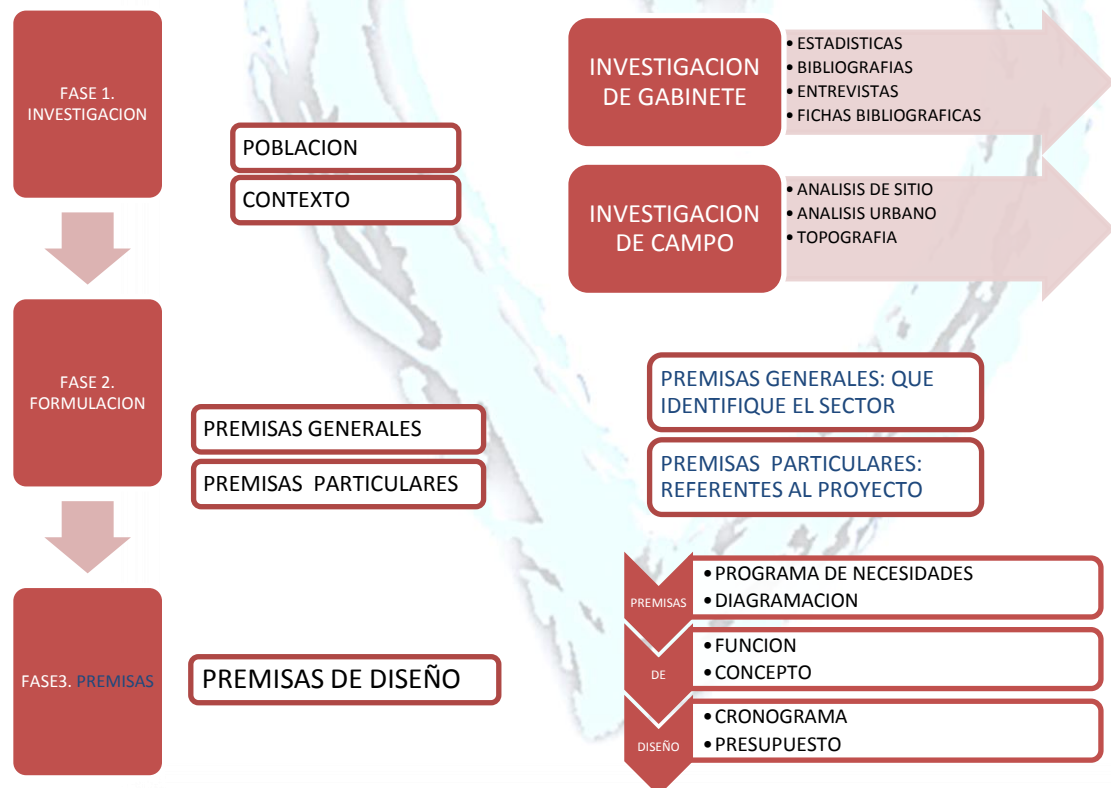 FASE 1.
INVESTIGACION
POBLACION
CONTEXTO
INVESTIGACION
DE GABINETE
• ESTADISTICAS
• BIBLIOGRAFIAS
• ENTREVISTAS
• FICHAS BIBLIOGRAFICAS
INVESTIGACION
DE CAMPO
• ANALISIS DE SITIO
• ANALISIS URBANO
• TOPOGRAFIA
FASE 2.
FORMULACION
PREMISAS GENERALES
PREMISAS PARTICULARES
PREMISAS GENERALES: QUE
IDENTIFIQUE EL SECTOR
PREMISAS PARTICULARES:
REFERENTES AL PROYECTO
FASE3. PREMISAS
PREMISAS DE DISEÑO
PREMISAS
• PROGRAMA DE NECESIDADES
• DIAGRAMACION
DE
• FUNCION
• CONCEPTO
DISEÑO
• CRONOGRAMA
• PRESUPUESTO